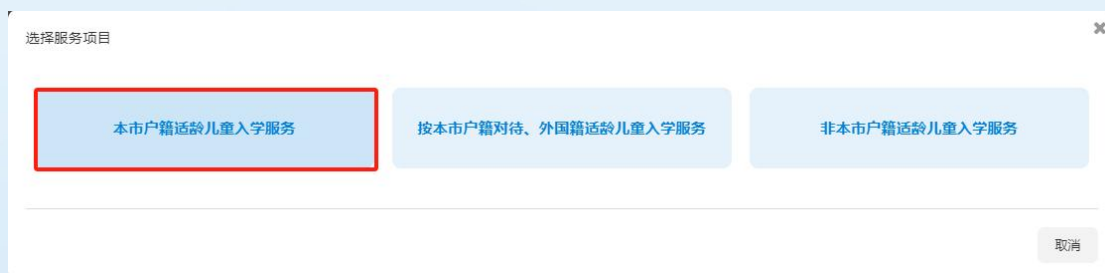 选择服务项目
本市户籍适龄儿童入学服务
按本市户籍对待、外国籍适龄儿童入学服务
非本市户籍适龄儿童入学服务
取消